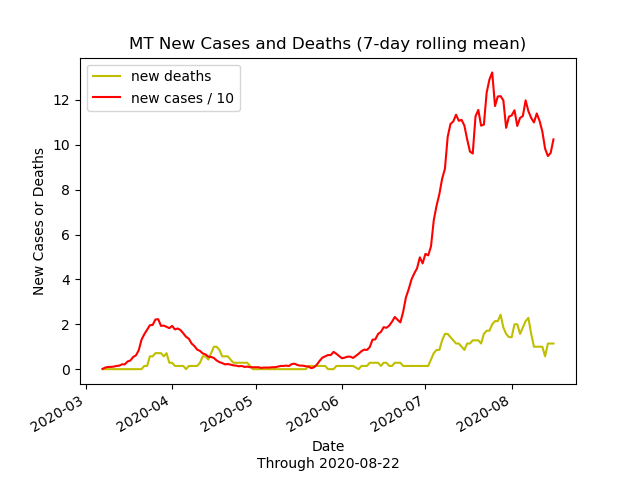 MT New Cases and Deaths (7-day rolling mean)
new deaths
new cases / 10
New Cases or Deaths
12
10
8
6
4
2
0
2020-03
2020-04
2020-05
2020-06
2020-07
2020-08
Date
Through 2020-08-22